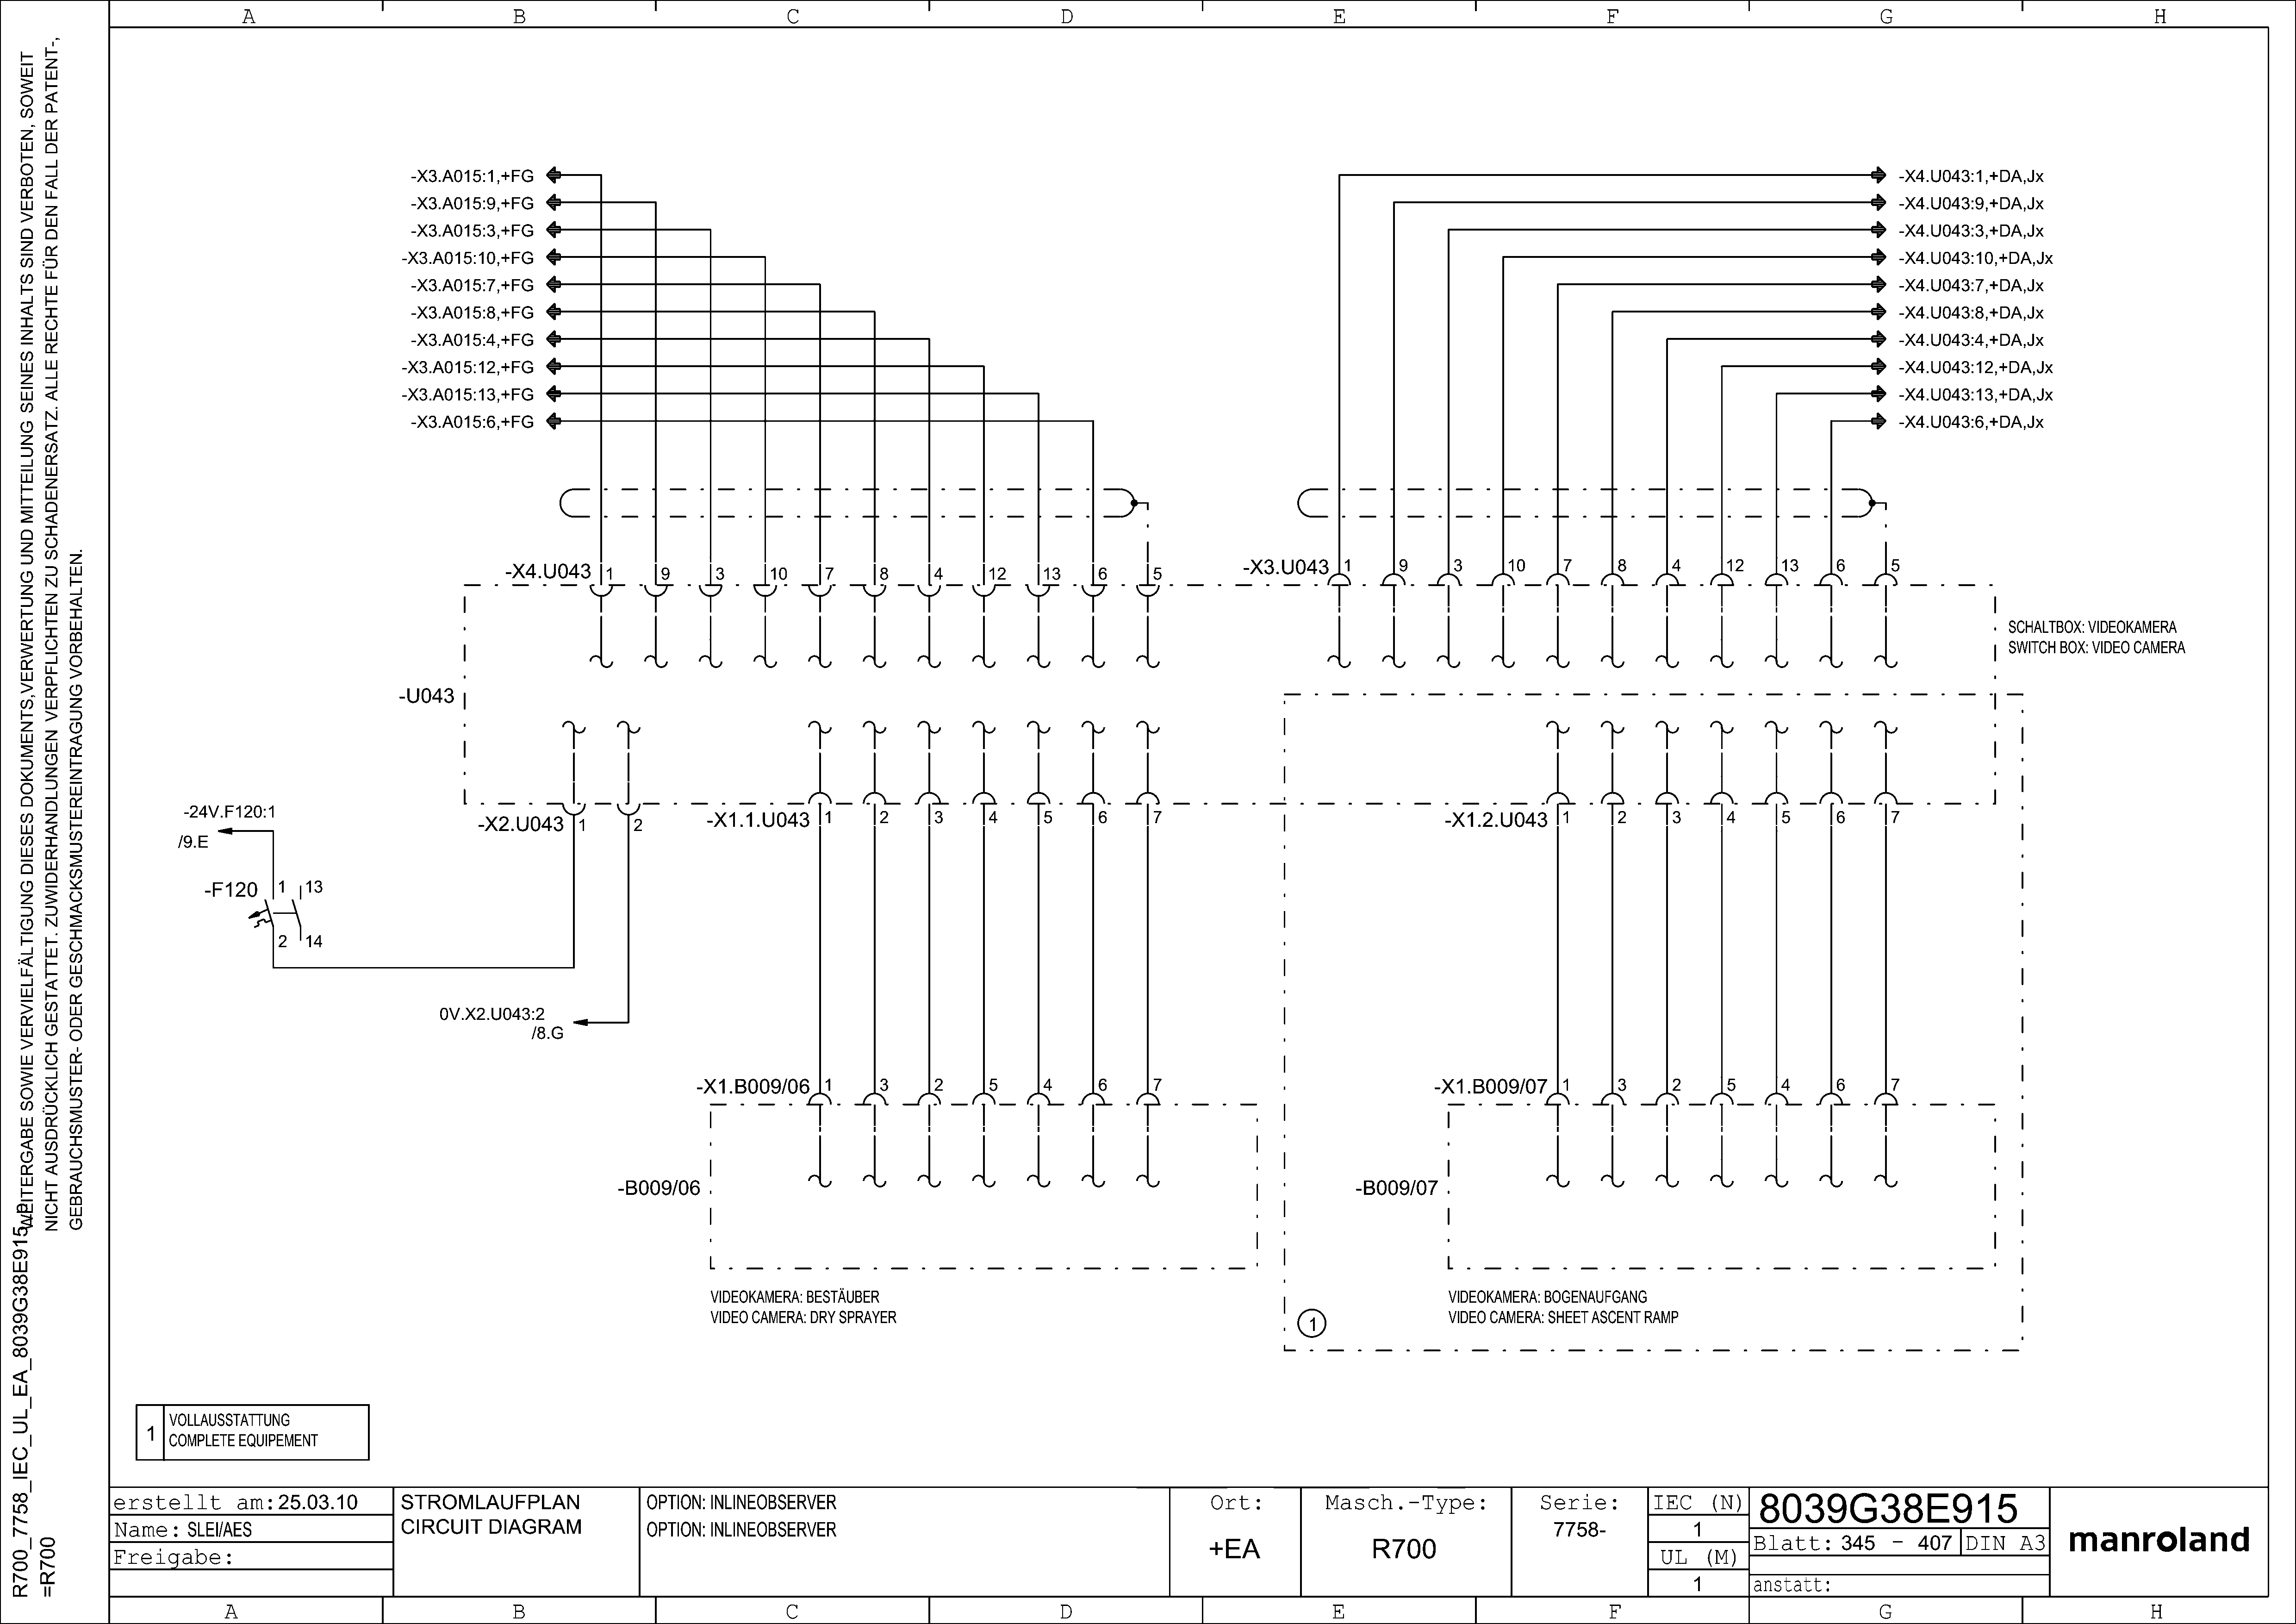 A B C D E F G H
WEITERGABE SOWIE VERVIELFÄLTIGUNG DIESES DOKUMENTS,VERWERTUNG UND MITTEILUNG SEINES INHALTS SIND VERBOTEN, SOWEIT
NICHT AUSDRÜCKLICH GESTATTET. ZUWIDERHANDLUNGEN VERPFLICHTEN ZU SCHADENERSATZ. ALLE RECHTE FÜR DEN FALL DER PATENT-,
GEBRAUCHSMUSTER- ODER GESCHMACKSMUSTEREINTRAGUNG VORBEHALTEN.
-X3.A015:1,+FG
-X3.A015:9,+FG
-X3.A015:3,+FG
-X3.A015:10,+FG
-X3.A015:7,+FG
-X3.A015:8,+FG
-X3.A015:4,+FG
-X3.A015:12,+FG
-X3.A015:13,+FG
-X3.A015:6,+FG
-X4.U043:1,+DA,Jx
-X4.U043:9,+DA,Jx
-X4.U043:3,+DA,Jx
-X4.U043:10,+DA,Jx
-X4.U043:7,+DA,Jx
-X4.U043:8,+DA,Jx
-X4.U043:4,+DA,Jx
-X4.U043:12,+DA,Jx
-X4.U043:13,+DA,Jx
-X4.U043:6,+DA,Jx
-X4.U043 1 9 3 10 7 8 4 12 13 6 5
-X3.U043 1 9 3 10 7 8 4 12 13 6 5
SCHALTBOX: VIDEOKAMERA
SWITCH BOX: VIDEO CAMERA
-U043
-24V.F120:1
/9.E
-X2.U043 1 2
-X1.1.U043 1 2 3 4 5 6 7
-X1.2.U043 1 2 3 4 5 6 7
-F120 1 13
2 14
0V.X2.U043:2
/8.G
-X1.B009/06 1 3 2 5 4 6 7
-X1.B009/07 1 3 2 5 4 6 7
-B009/06
-B009/07
VIDEOKAMERA: BESTÄUBER
VIDEO CAMERA: DRY SPRAYER
1
VIDEOKAMERA: BOGENAUFGANG
VIDEO CAMERA: SHEET ASCENT RAMP
1
VOLLAUSSTATTUNG
COMPLETE EQUIPEMENT
R700_7758_IEC_UL_EA_8039G38E915_0
=R700
erstellt am: 25.03.10
Name: SLEI/AES
Freigabe:
STROMLAUFPLAN
CIRCUIT DIAGRAM
OPTION: INLINEOBSERVER
OPTION: INLINEOBSERVER
Ort:
+EA
Masch.-Type:
R700
Serie:
7758-
IEC (N)
1
UL (M)
1
8039G38E915
Blatt: 345 - 407 DIN A3
anstatt:
manroland
A B C D E F G H